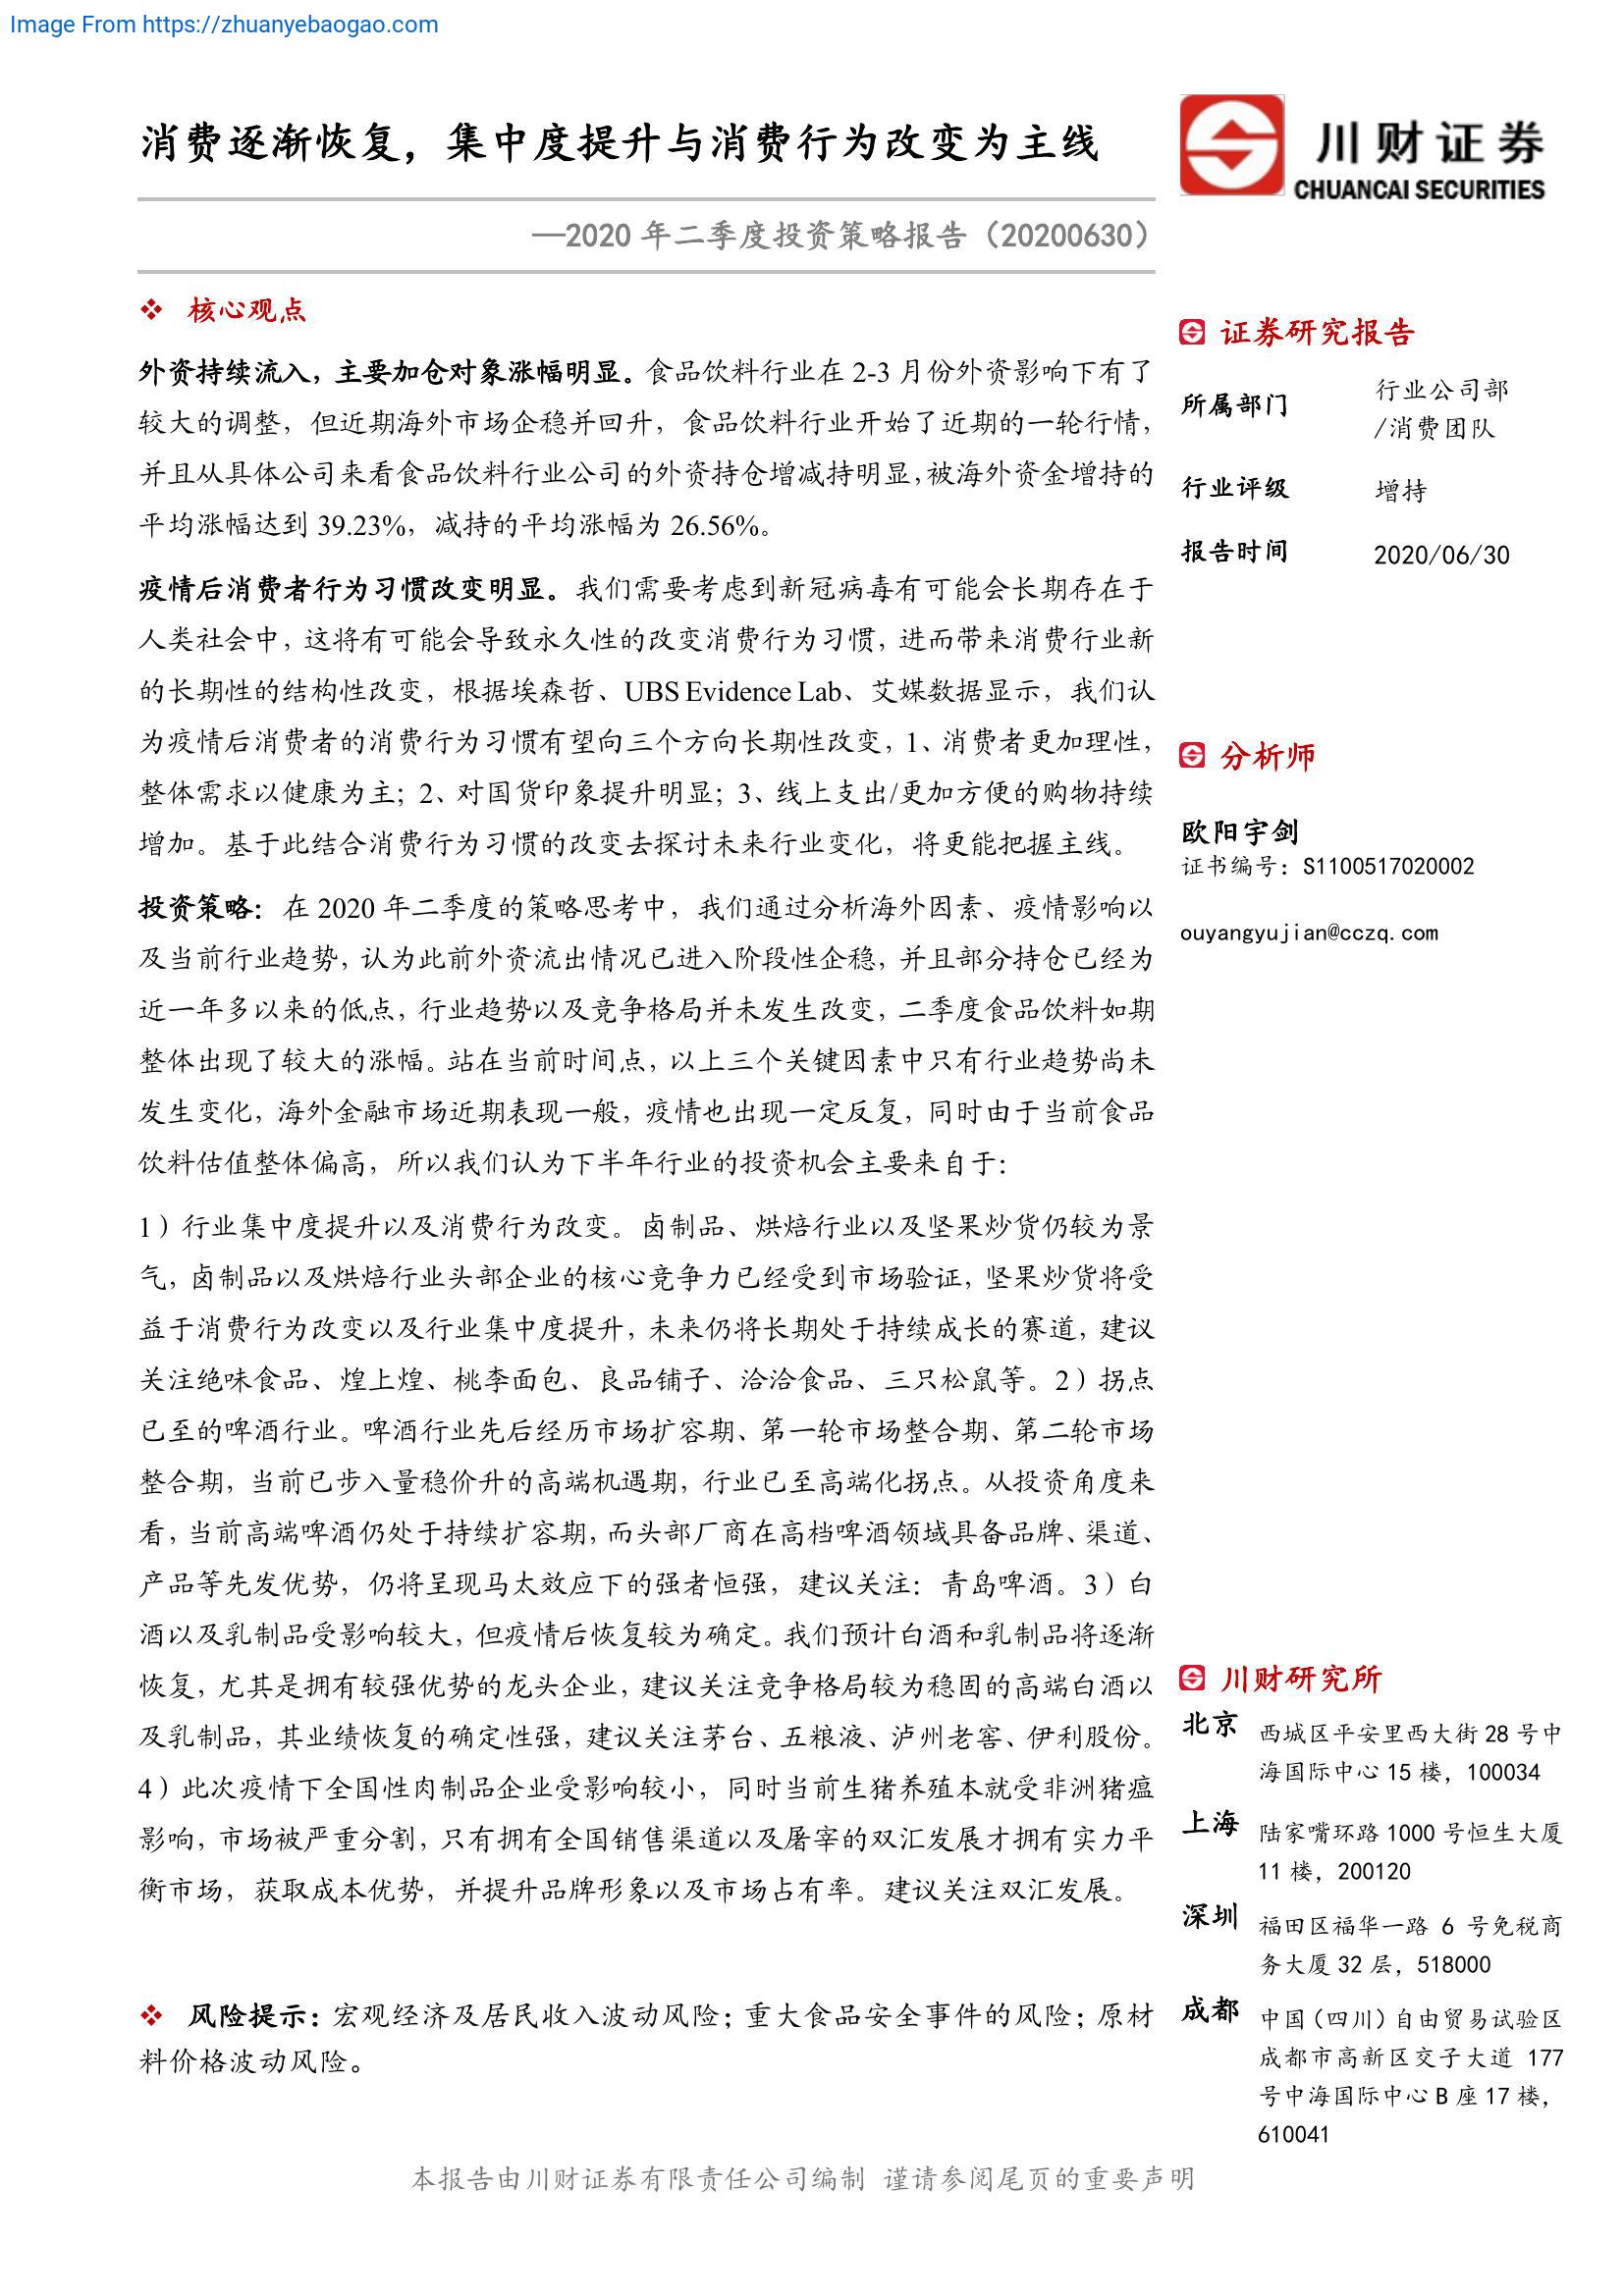 Image From https://zhuanyebaogao.com
消费逐渐恢复，集中度提升与消费行为改变为主线
川财证券
CHUANCAI SECURITIES
—2020 年二季度投资策略报告（20200630）
❖ 核心观点
外资持续流入，主要加仓对象涨幅明显。食品饮料行业在 2-3 月份外资影响下有了
较大的调整，但近期海外市场企稳并回升，食品饮料行业开始了近期的一轮行情，
并且从具体公司来看食品饮料行业公司的外资持仓增减持明显，被海外资金增持的
平均涨幅达到 39.23%，减持的平均涨幅为 26.56%。
疫情后消费者行为习惯改变明显。我们需要考虑到新冠病毒有可能会长期存在于
人类社会中，这将有可能会导致永久性的改变消费行为习惯，进而带来消费行业新
的长期性的结构性改变，根据埃森哲、UBS Evidence Lab、艾媒数据显示，我们认
为疫情后消费者的消费行为习惯有望向三个方向长期性改变，1、消费者更加理性，
整体需求以健康为主；2、对国货印象提升明显；3、线上支出/更加方便的购物持续
增加。基于此结合消费行为习惯的改变去探讨未来行业变化，将更能把握主线。
投资策略：在 2020 年二季度的策略思考中，我们通过分析海外因素、疫情影响以
及当前行业趋势，认为此前外资流出情况已进入阶段性企稳，并且部分持仓已经为
近一年多以来的低点，行业趋势以及竞争格局并未发生改变，二季度食品饮料如期
整体出现了较大的涨幅。站在当前时间点，以上三个关键因素中只有行业趋势尚未
发生变化，海外金融市场近期表现一般，疫情也出现一定反复，同时由于当前食品
饮料估值整体偏高，所以我们认为下半年行业的投资机会主要来自于：
1）行业集中度提升以及消费行为改变。卤制品、烘焙行业以及坚果炒货仍较为景
气，卤制品以及烘焙行业头部企业的核心竞争力已经受到市场验证，坚果炒货将受
益于消费行为改变以及行业集中度提升，未来仍将长期处于持续成长的赛道，建议
关注绝味食品、煌上煌、桃李面包、良品铺子、洽洽食品、三只松鼠等。2）拐点
已至的啤酒行业。啤酒行业先后经历市场扩容期、第一轮市场整合期、第二轮市场
整合期，当前已步入量稳价升的高端机遇期，行业已至高端化拐点。从投资角度来
看，当前高端啤酒仍处于持续扩容期，而头部厂商在高档啤酒领域具备品牌、渠道、
产品等先发优势，仍将呈现马太效应下的强者恒强，建议关注：青岛啤酒。3）白
酒以及乳制品受影响较大，但疫情后恢复较为确定。我们预计白酒和乳制品将逐渐
恢复，尤其是拥有较强优势的龙头企业，建议关注竞争格局较为稳固的高端白酒以
及乳制品，其业绩恢复的确定性强，建议关注茅台、五粮液、泸州老窖、伊利股份。
4）此次疫情下全国性肉制品企业受影响较小，同时当前生猪养殖本就受非洲猪瘟
影响，市场被严重分割，只有拥有全国销售渠道以及屠宰的双汇发展才拥有实力平
衡市场，获取成本优势，并提升品牌形象以及市场占有率。建议关注双汇发展。
❖ 风险提示：宏观经济及居民收入波动风险；重大食品安全事件的风险；原材
料价格波动风险。
证券研究报告
所属部门 行业公司部
/消费团队
行业评级 增持
报告时间 2020/06/30
分析师
欧阳宇剑
证书编号：S1100517020002
ouyangyujian@cczq.com
川财研究所
北京 西城区平安里西大街 28 号中
海国际中心 15 楼，100034
上海 陆家嘴环路 1000 号恒生大厦
11 楼，200120
深圳 福田区福华一路 6 号免税商
务大厦 32 层，518000
成都 中国（四川）自由贸易试验区
成都市高新区交子大道 177
号中海国际中心 B 座 17 楼，
610041
本报告由川财证券有限责任公司编制 谨请参阅尾页的重要声明